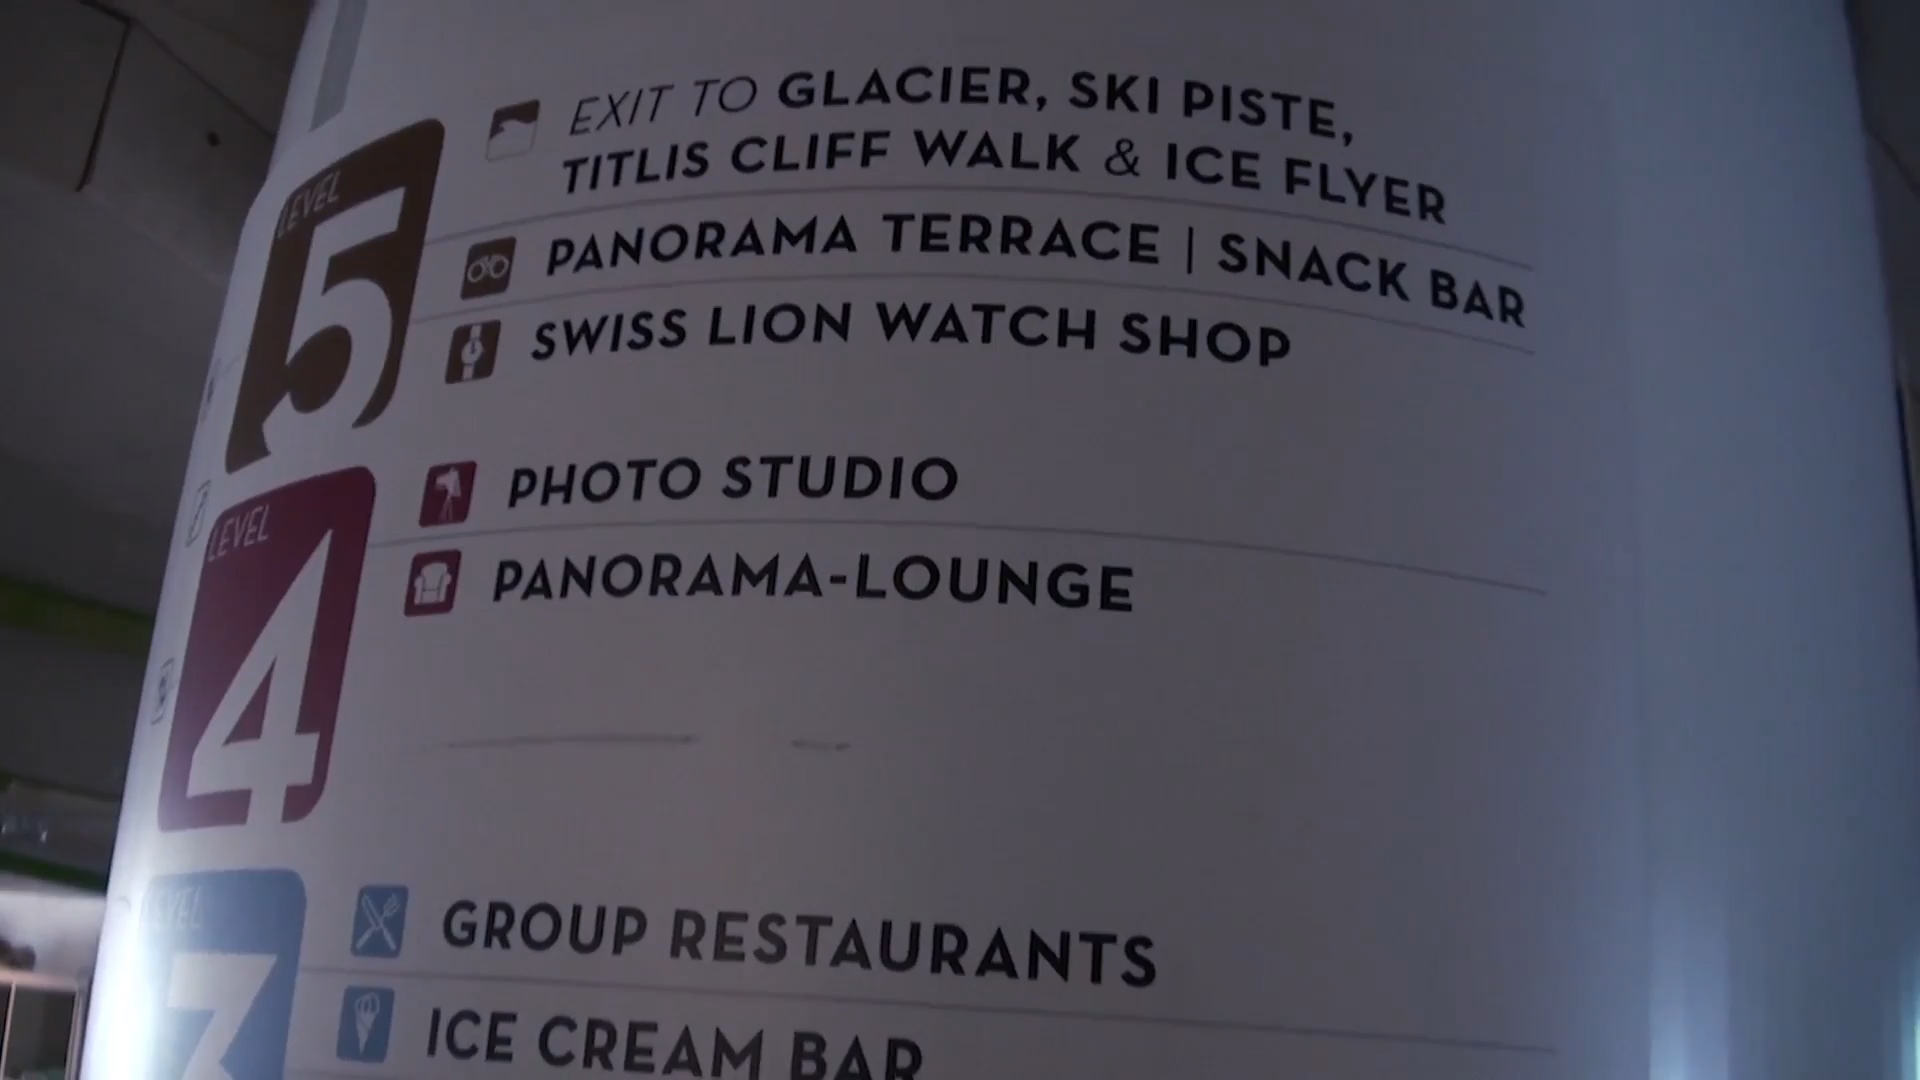 LEVEL
5
EXIT TO GLACIER, SKI PISTE,
TITLIS CLIFF WALK & ICE FLYER
PANORAMA TERRACE | SNACK BAR
SWISS LION WATCH SHOP
LEVEL
4
PHOTO STUDIO
PANORAMA-LOUNGE
LEVEL
3
GROUP RESTAURANTS
ICE CREAM BAR